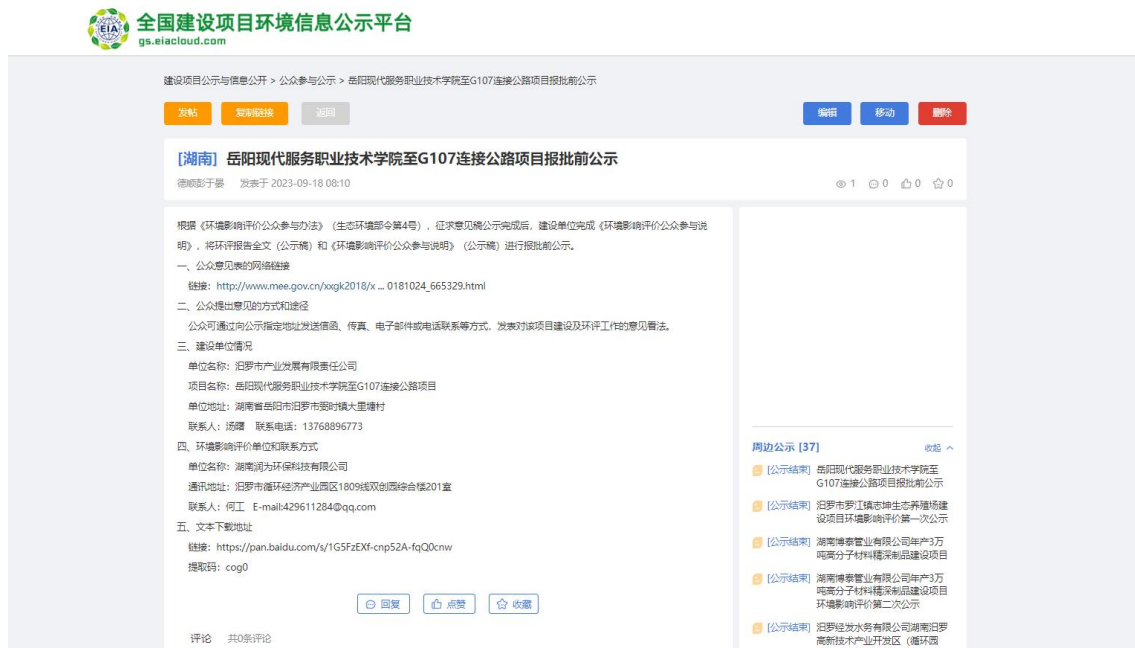 EIA 全国建设项目环境信息公示平台
gs.eiacloud.com
建设项目公示与信息公开 > 公众参与公示 > 岳阳现代服务职业技术学院至G107连接公路项目报批前公示
发帖 复制链接 返回 编辑 移动 删除
[湖南] 岳阳现代服务职业技术学院至G107连接公路项目报批前公示
德顺彭于晏 发表于 2023-09-18 08:10 1 0 0 0
根据《环境影响评价公众参与办法》（生态环境部令第4号），征求意见稿公示完成后，建设单位完成《环境影响评价公众参与说
明》，将环评报告全文（公示稿）和《环境影响评价公众参与说明》（公示稿）进行报批前公示。
一、公众意见表的网络链接
链接：http://www.mee.gov.cn/xxgk2018/x ... 0181024_665329.html
二、公众提出意见的方式和途径
公众可通过向公示指定地址发送信函、传真、电子邮件或电话联系等方式，发表对该项目建设及环评工作的意见看法。
三、建设单位情况
单位名称：汨罗市产业发展有限责任公司
项目名称：岳阳现代服务职业技术学院至G107连接公路项目
单位地址：湖南省岳阳市汨罗市弼时镇大里塘村
联系人：汤曙 联系电话：13768896773
四、环境影响评价单位和联系方式
单位名称：湖南润为环保科技有限公司
通讯地址：汨罗市循环经济产业园区1809线双创园综合楼201室
联系人：何工 E-mail:429611284@qq.com
五、文本下载地址
链接：https://pan.baidu.com/s/1G5FzEXf-cnp52A-fqQ0cnw
提取码：cog0
回复 点赞 收藏
评论 共0条评论
周边公示 [37] 收起
[公示结束] 岳阳现代服务职业技术学院至
G107连接公路项目报批前公示
[公示结束] 汨罗市罗江镇志坤生态养殖场建
设项目环境影响评价第一次公示
[公示结束] 湖南博泰管业有限公司年产3万
吨高分子材料精深制品建设项目
[公示结束] 湖南博泰管业有限公司年产3万
吨高分子材料精深制品建设项目
环境影响评价第二次公示
[公示结束] 汨罗经发水务有限公司湖南汨罗
高新技术产业开发区（循环园